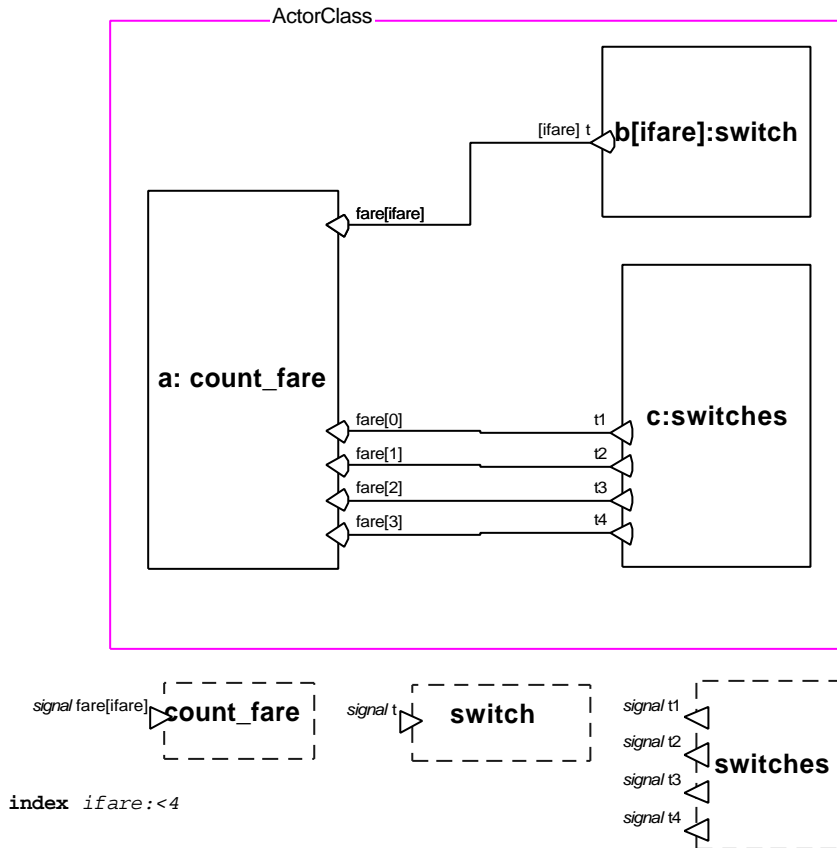 ActorClass
[ifare] t
b[ifare]:switch
fare[ifare]
a: count_fare
c:switches
fare[0]
t1
fare[1]
t2
fare[2]
t3
fare[3]
t4
signal fare[ifare]
count_fare
signal t
switch
signal t1
signal t2
switches
signal t3
signal t4
index ifare:<4